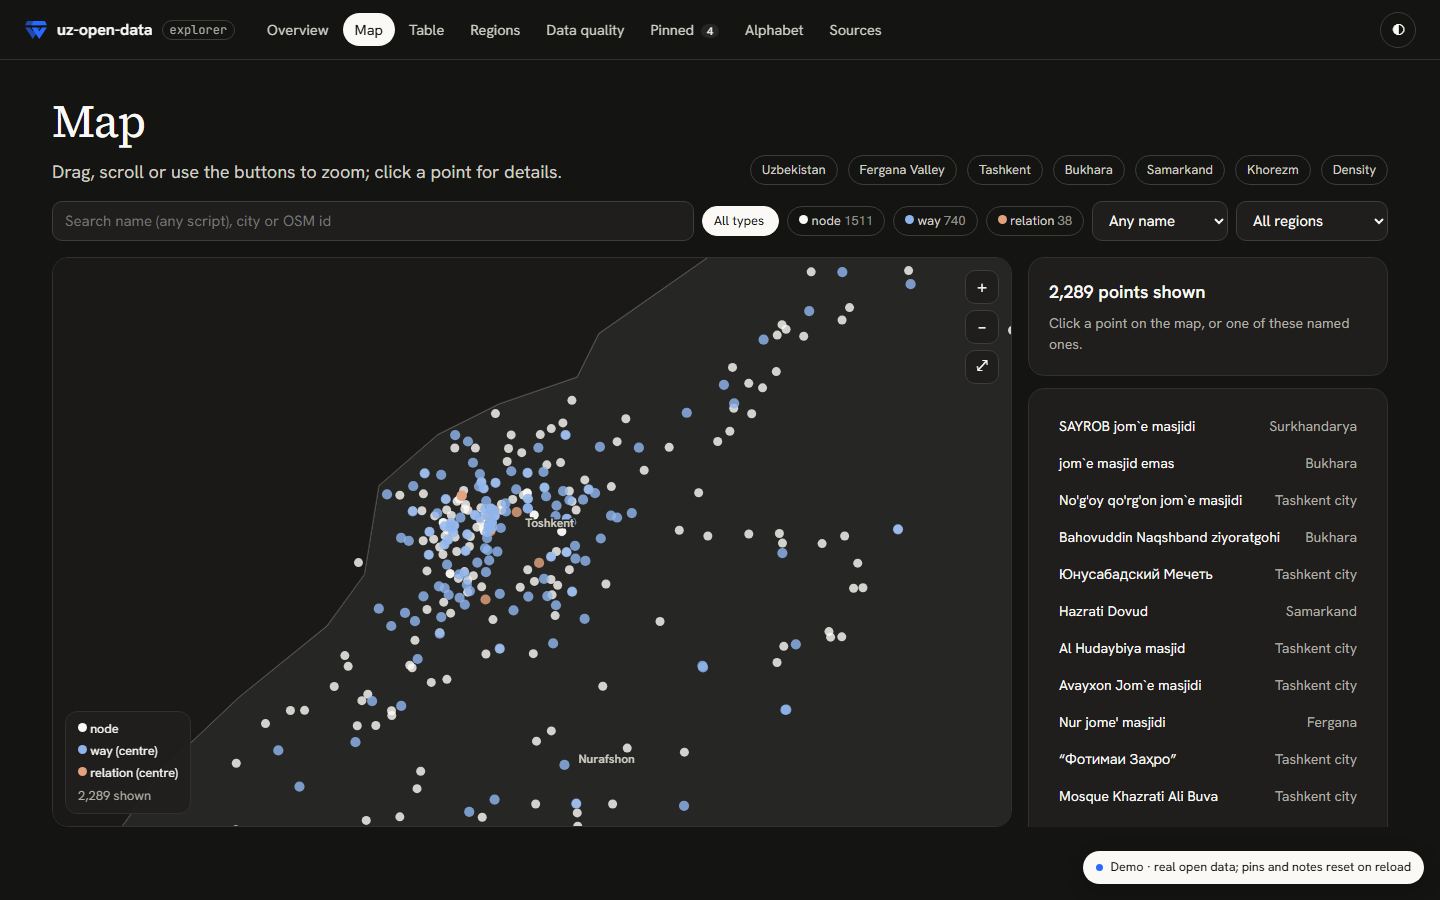 uz-open-data explorer Overview Map Table Regions Data quality Pinned 4 Alphabet Sources
Map
Drag, scroll or use the buttons to zoom; click a point for details.
Uzbekistan Fergana Valley Tashkent Bukhara Samarkand Khorezm Density
Search name (any script), city or OSM id
All types node 1511 way 740 relation 38 Any name All regions
+
−
Toshkent
Nurafshon
node
way (centre)
relation (centre)
2,289 shown
2,289 points shown
Click a point on the map, or one of these named
ones.
SAYROB jom`e masjidi Surkhandarya
jom`e masjid emas Bukhara
No'g'oy qo'rg'on jom`e masjidi Tashkent city
Bahovuddin Naqshband ziyoratgohi Bukhara
Юнусабадский Мечеть Tashkent city
Hazrati Dovud Samarkand
Al Hudaybiya masjid Tashkent city
Avayxon Jom`e masjidi Tashkent city
Nur jome' masjidi Fergana
“Фотимаи Заҳро” Tashkent city
Mosque Khazrati Ali Buva Tashkent city
Demo · real open data; pins and notes reset on reload